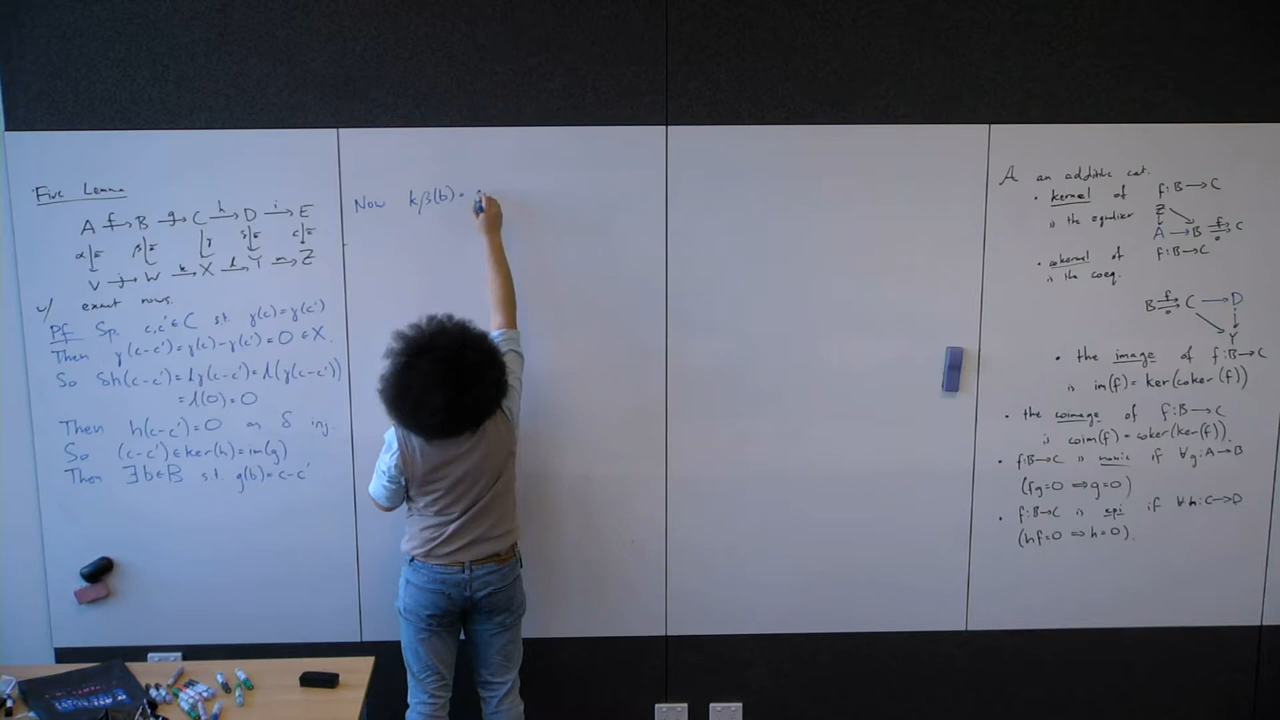 Five Lemma
A f→ B g→ C h→ D i→ E
α↓≅ β↓≅ ↓γ δ↓≅ ε↓≅
V j→ W k→ X l→ Y m→ Z
w/ exact rows.
Pf Sp. c,c' ∈ C s.t. γ(c)=γ(c')
Then γ(c-c')=γ(c)-γ(c')=0 ∈ X.
So δh(c-c')=lγ(c-c')=l(γ(c-c'))
=l(0)=0
Then h(c-c')=0 as δ inj.
So (c-c')∈ker(h)=im(g)
Then ∃b∈B s.t. g(b)=c-c'
Now kβ(b)=
A an additive cat.
• kernel of f:B→C
is the equaliser
Z
A → B f⇉0 C
• cokernel of f:B→C
is the coeq.
B f⇉0 C → D
Y
• the image of f:B→C
is im(f)=ker(coker(f))
• the coimage of f:B→C
is coim(f)=coker(ker(f)).
• f:B→C is monic if ∀g:A→B
(fg=0 ⇒ g=0)
• f:B→C is epi if ∀h:C→D
(hf=0 ⇒ h=0).